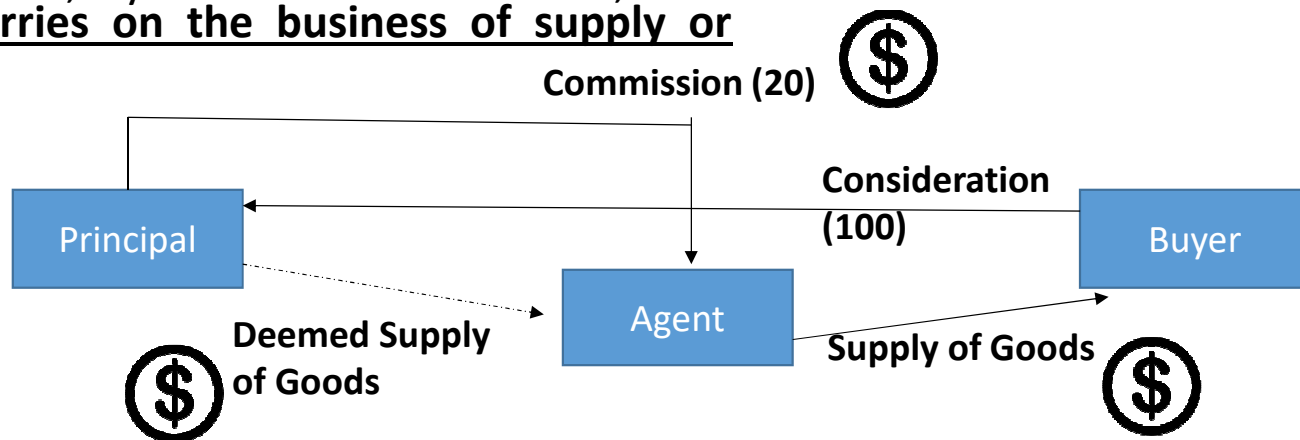 rries on the business of supply or
Commission (20)
Consideration
(100)
Principal
Buyer
Agent
Deemed Supply
of Goods
Supply of Goods